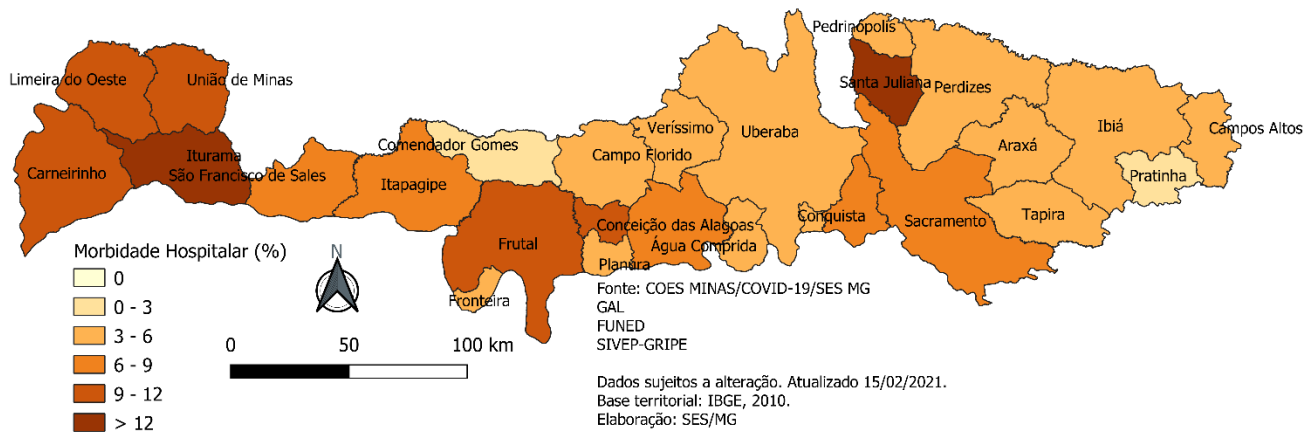 Pedrinópolis
Limeira do Oeste
União de Minas
Santa Juliana
Perdizes
Veríssimo
Uberaba
Ibiá
Campos Altos
Comendador Gomes
Araxá
Iturama
Campo Florido
Carneirinho
São Francisco de Sales
Itapagipe
Pratinha
Conceição das Alagoas
Conquista
Sacramento
Tapira
Frutal
Água Comprida
Planura
Fronteira
Morbidade Hospitalar (%)
0
0 - 3
3 - 6
6 - 9
9 - 12
> 12
N
0 50 100 km
Fonte: COES MINAS/COVID-19/SES MG
GAL
FUNED
SIVEP-GRIPE
Dados sujeitos a alteração. Atualizado 15/02/2021.
Base territorial: IBGE, 2010.
Elaboração: SES/MG